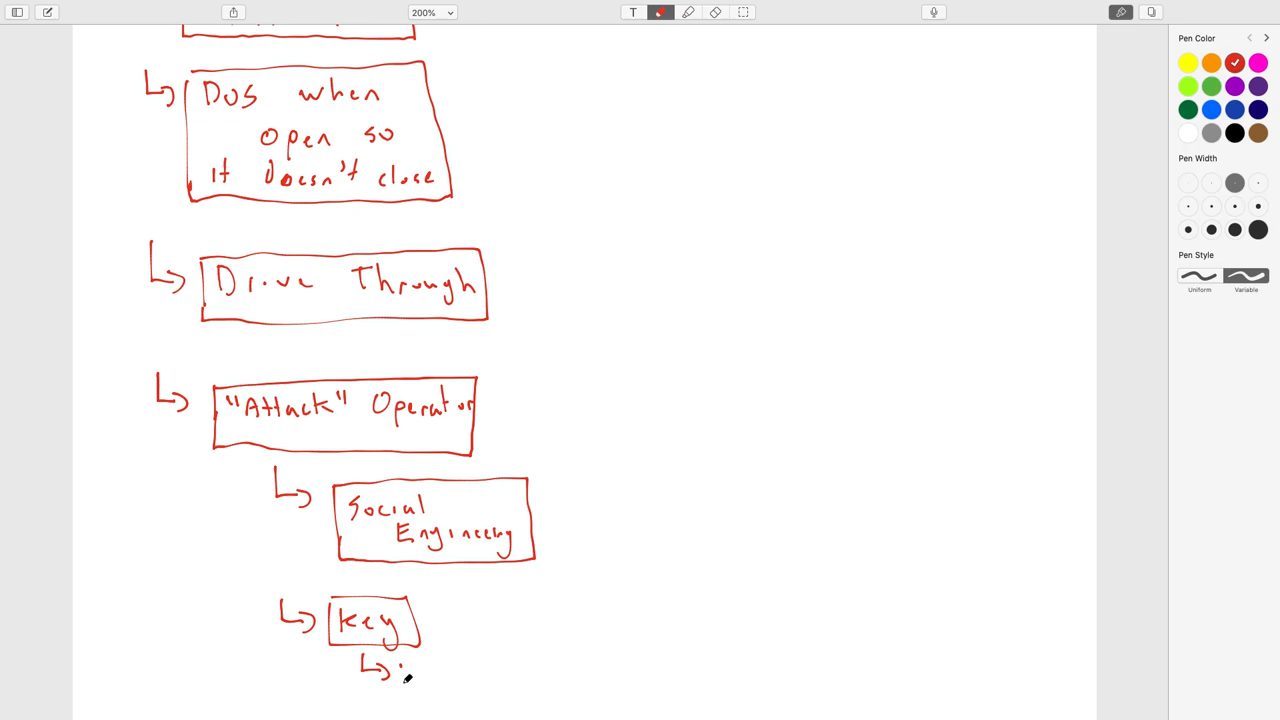 200%
T
Pen Color
DOS when
open so
it Doesn't close
Pen Width
Pen Style
Uniform
Variable
Drive Through
"Attack" Operator
Social
Engineering
key